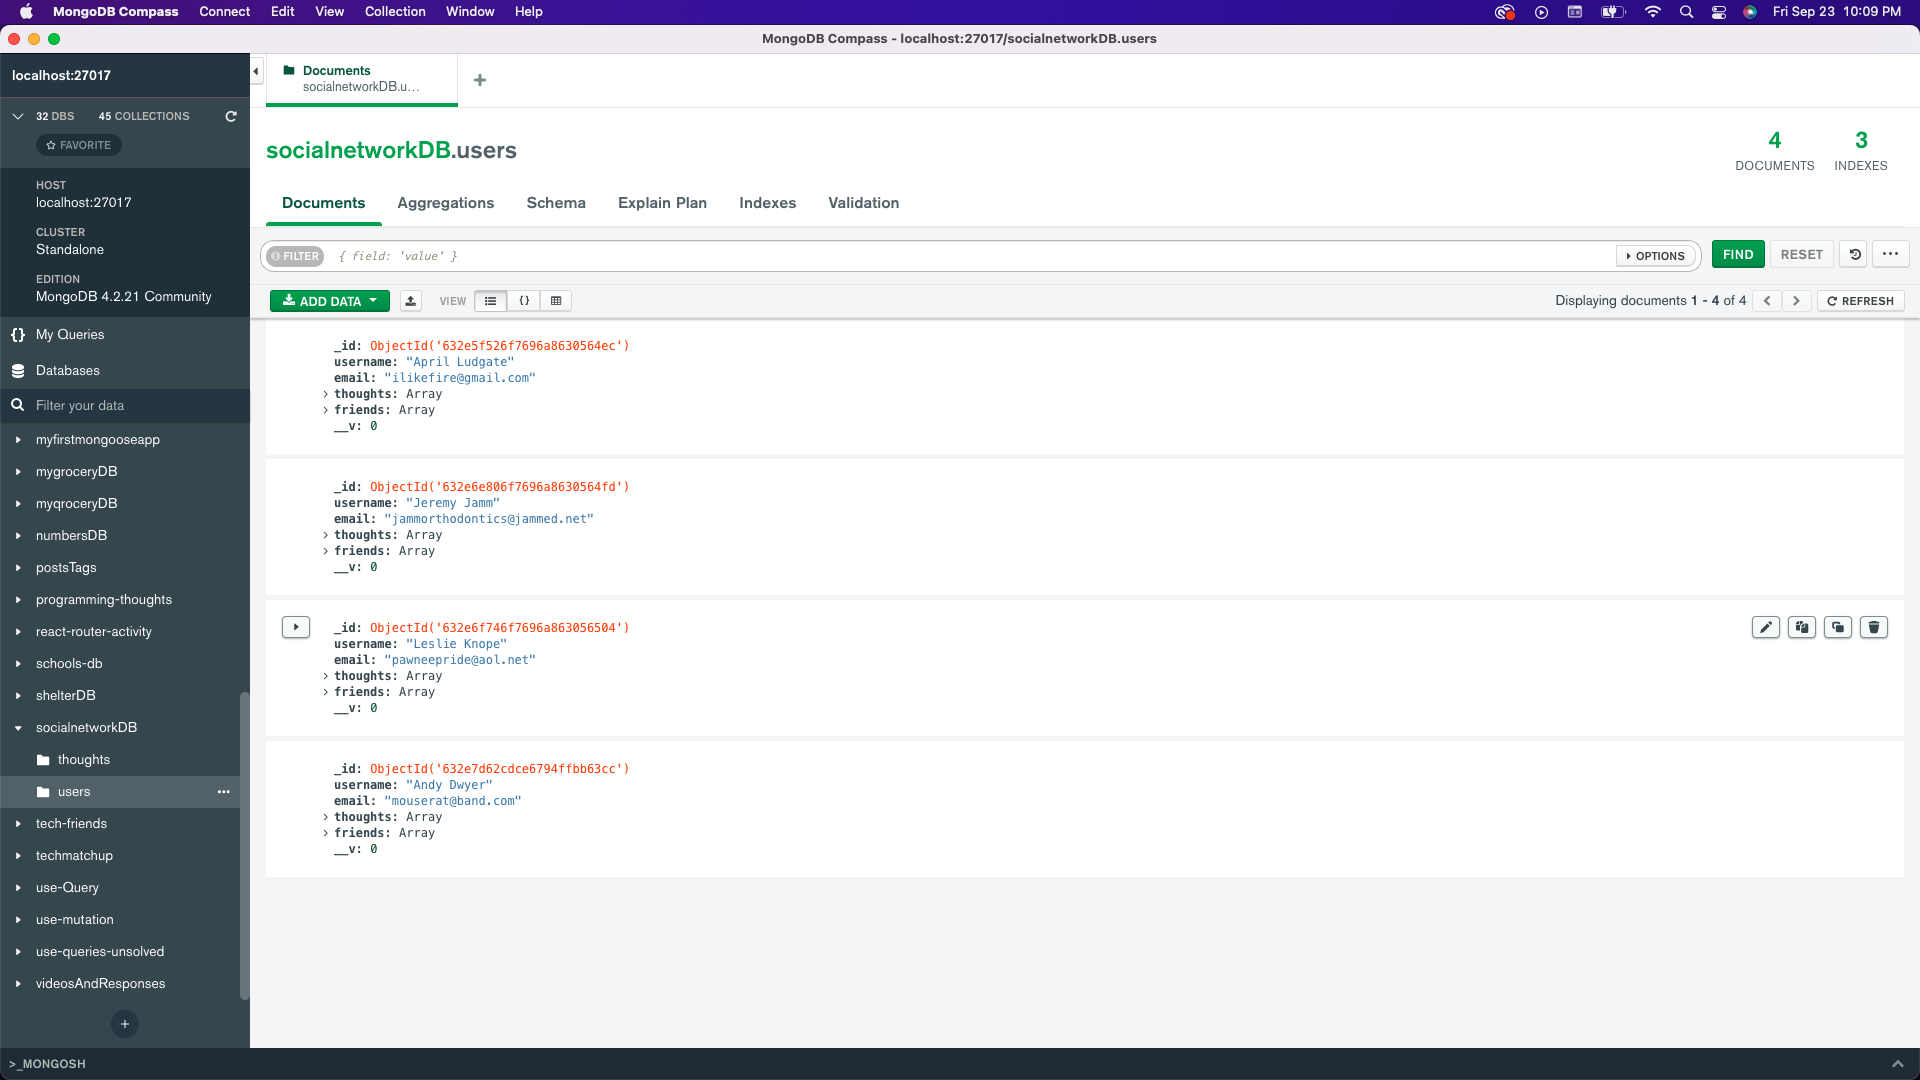 MongoDB Compass Connect Edit View Collection Window Help Fri Sep 23 10:09 PM
MongoDB Compass - localhost:27017/socialnetworkDB.users
localhost:27017
32 DBS 45 COLLECTIONS
FAVORITE
HOST
localhost:27017
CLUSTER
Standalone
EDITION
MongoDB 4.2.21 Community
{} My Queries
Databases
Filter your data
myfirstmongooseapp
mygroceryDB
myqroceryDB
numbersDB
postsTags
programming-thoughts
react-router-activity
schools-db
shelterDB
socialnetworkDB
thoughts
users
tech-friends
techmatchup
use-Query
use-mutation
use-queries-unsolved
videosAndResponses
+
>_MONGOSH
Documents
socialnetworkDB.u...
+
socialnetworkDB.users
4
DOCUMENTS
3
INDEXES
Documents Aggregations Schema Explain Plan Indexes Validation
FILTER { field: 'value' } OPTIONS FIND RESET
ADD DATA VIEW {} Displaying documents 1 - 4 of 4 REFRESH
_id: ObjectId('632e5f526f7696a8630564ec')
username: "April Ludgate"
email: "ilikefire@gmail.com"
thoughts: Array
friends: Array
__v: 0
_id: ObjectId('632e6e806f7696a8630564fd')
username: "Jeremy Jamm"
email: "jammorthodontics@jammed.net"
thoughts: Array
friends: Array
__v: 0
_id: ObjectId('632e6f746f7696a863056504')
username: "Leslie Knope"
email: "pawneepride@aol.net"
thoughts: Array
friends: Array
__v: 0
_id: ObjectId('632e7d62cdce6794ffbb63cc')
username: "Andy Dwyer"
email: "mouserat@band.com"
thoughts: Array
friends: Array
__v: 0